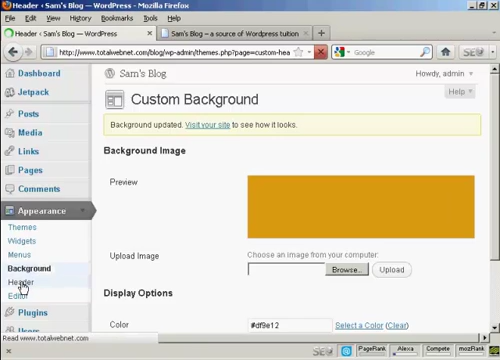 Header ‹ Sam's Blog — WordPress - Mozilla Firefox
File Edit View History Bookmarks Tools Help
Header ‹ Sam's Blog — WordPress
Sam's Blog – a source of Wordpress tuition
http://www.totalwebnet.com/blog/wp-admin/themes.php?page=custom-hea
Google
Dashboard
Jetpack
Posts
Media
Links
Pages
Comments
Appearance
Themes
Widgets
Menus
Background
Header
Editor
Plugins
Users
Sam's Blog
Howdy, admin
Help
Custom Background
Background updated. Visit your site to see how it looks.
Background Image
Preview
Upload Image
Choose an image from your computer:
Browse..
Upload
Display Options
Color
#df9e12
Select a Color (Clear)
Read www.totalwebnet.com
PageRank
Alexa
Compete
mozRank